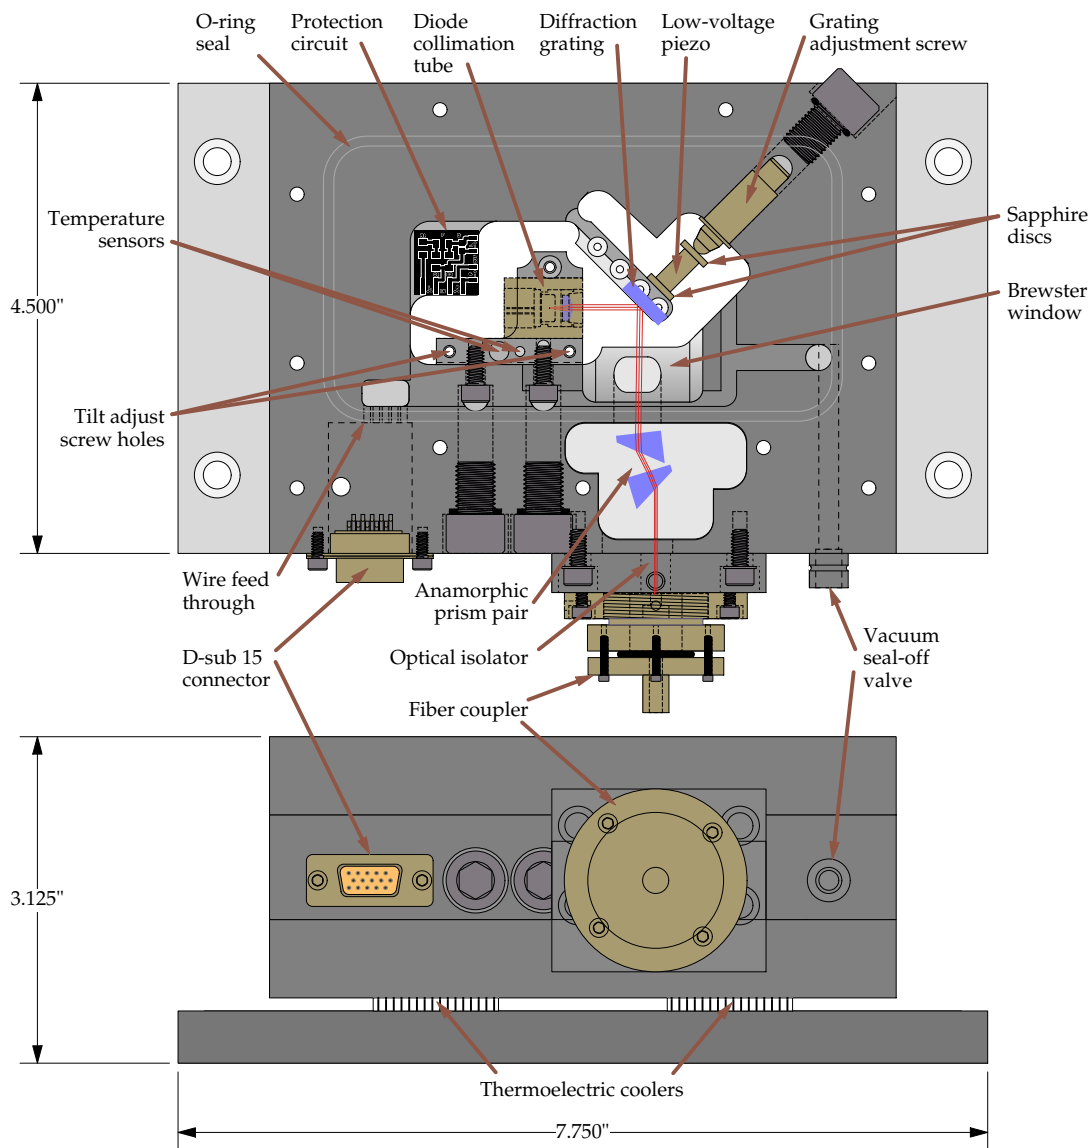 O-ring
seal
Protection
circuit
Diode
collimation
tube
Diffraction
grating
Low-voltage
piezo
Grating
adjustment screw
Temperature
sensors
Sapphire
discs
4.500"
Brewster
window
Tilt adjust
screw holes
Wire feed
through
Anamorphic
prism pair
D-sub 15
connector
Optical isolator
Vacuum
seal-off
valve
Fiber coupler
3.125"
Thermoelectric coolers
7.750"